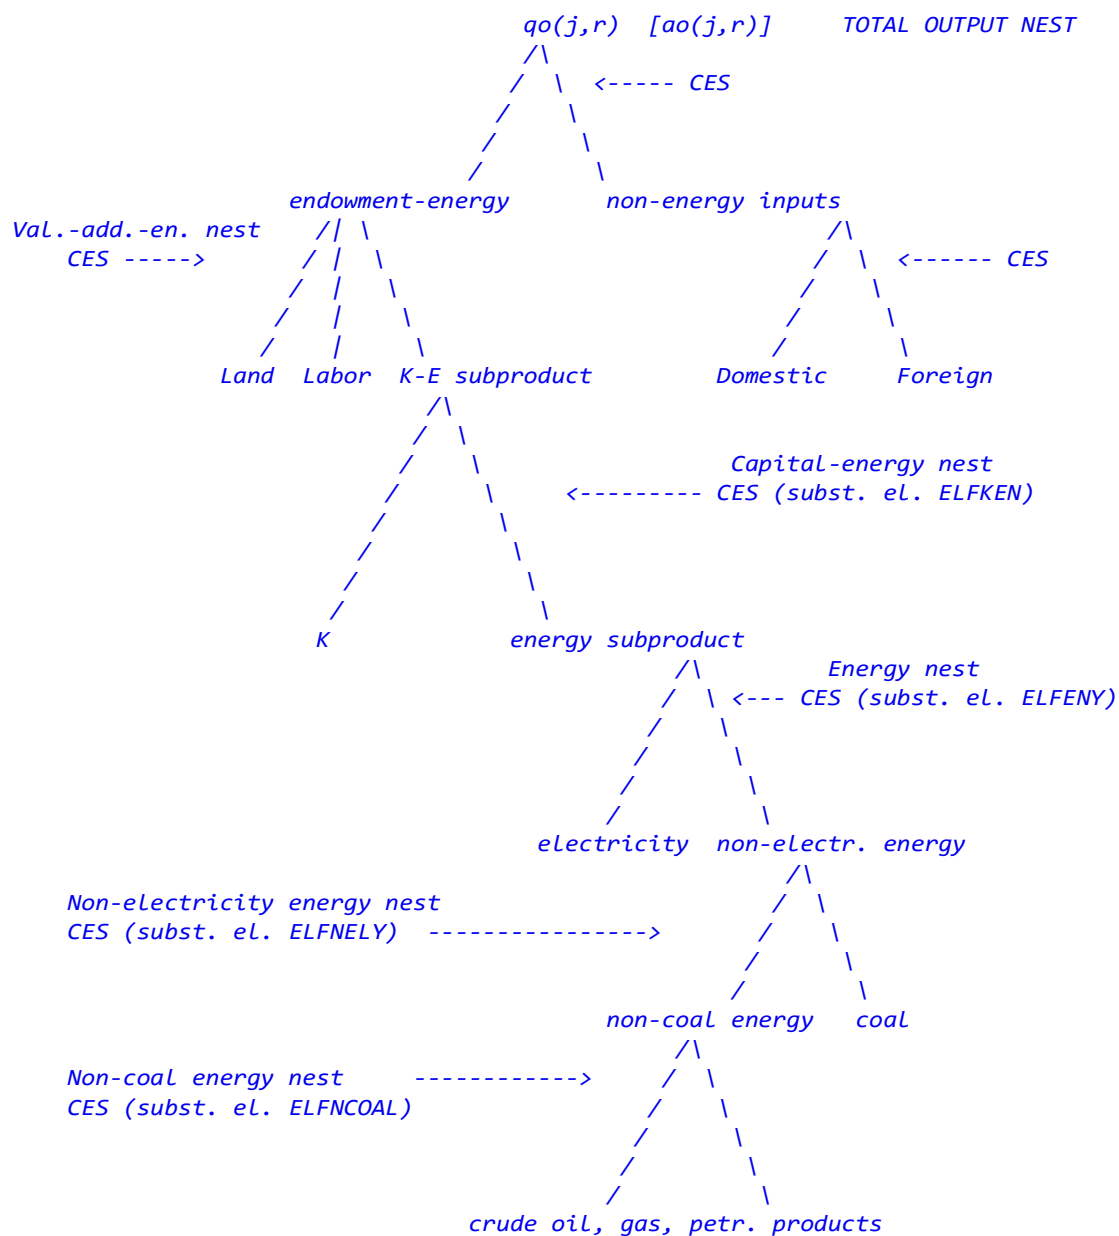 qo(j,r) [ao(j,r)] TOTAL OUTPUT NEST
/\
/ \ <----- CES
/ \
/ \
/ \
endowment-energy non-energy inputs
Val.-add.-en. nest /| \ /\
CES -----> / | \ / \ <------ CES
/ | \ / \
/ | \ / \
/ | \ / \
Land Labor K-E subproduct Domestic Foreign
/\
/ \
/ \ Capital-energy nest
/ \ <--------- CES (subst. el. ELFKEN)
/ \
/ \
/ \
/ \
K energy subproduct
/\ Energy nest
/ \ <--- CES (subst. el. ELFENY)
/ \
/ \
/ \
electricity non-electr. energy
/\
Non-electricity energy nest / \
CES (subst. el. ELFNELY) ----------------> / \
/ \
/ \
non-coal energy coal
/\
Non-coal energy nest ------------> / \
CES (subst. el. ELFNCOAL) / \
/ \
/ \
crude oil, gas, petr. products